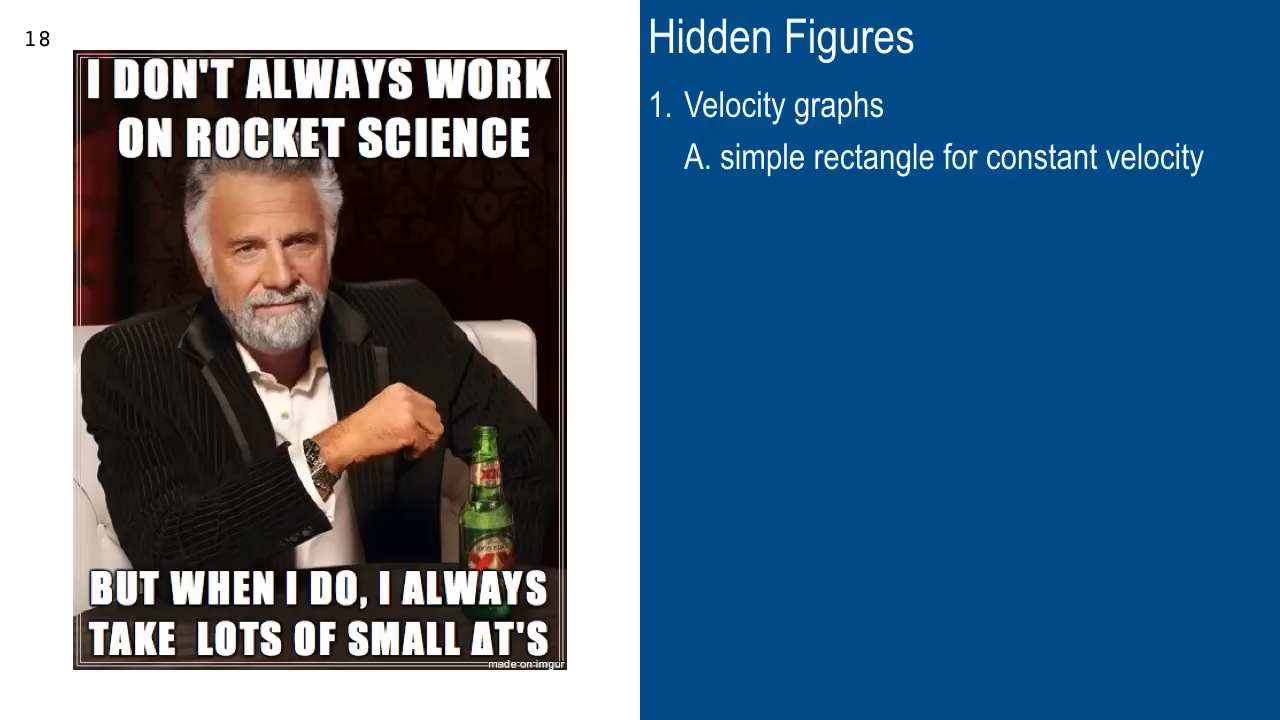 18
I DON'T ALWAYS WORK
ON ROCKET SCIENCE
XX
BUT WHEN I DO, I ALWAYS
TAKE LOTS OF SMALL ΔT'S
made on imgur
Hidden Figures
1. Velocity graphs
A. simple rectangle for constant velocity